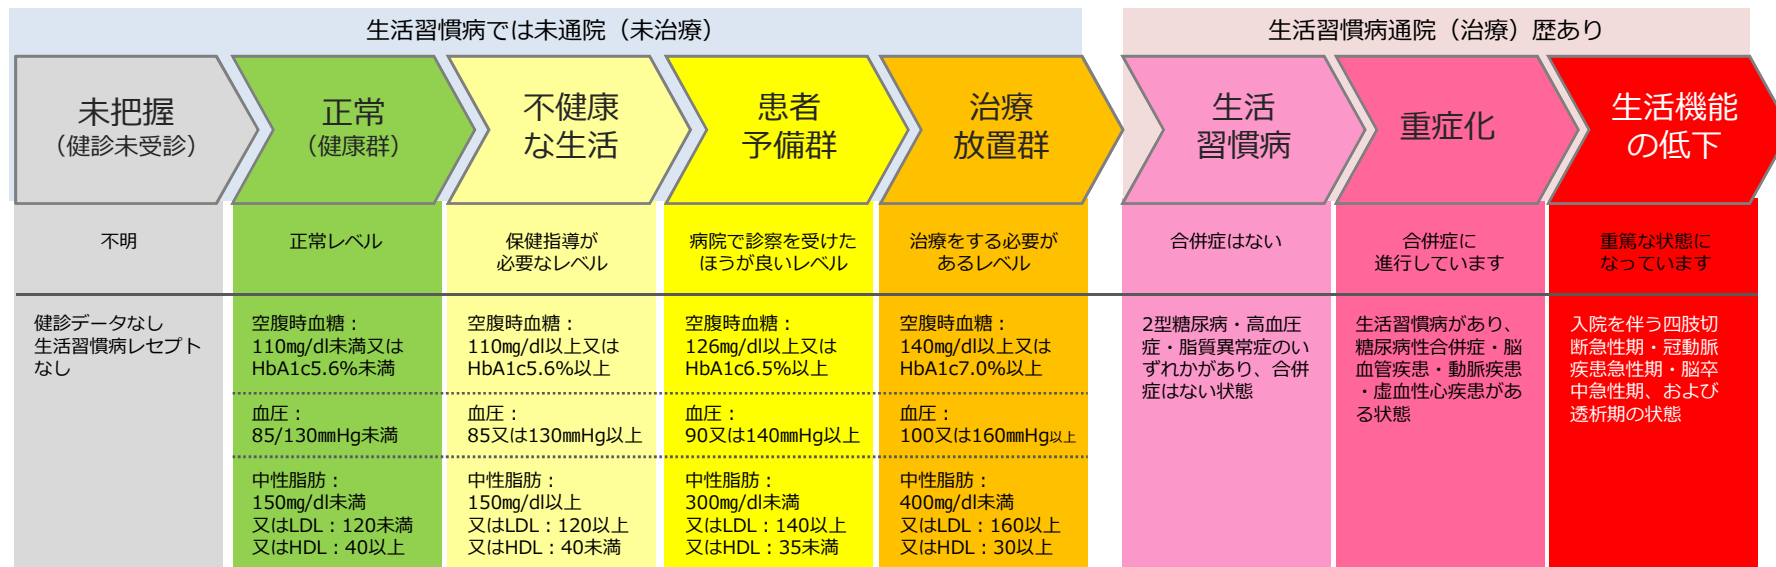 生活習慣病では未通院（未治療）
生活習慣病通院（治療）歴あり
未把握
（健診未受診）
正常
（健康群）
不健康
な生活
患者
予備群
治療
放置群
生活
習慣病
重症化
生活機能
の低下
不明
正常レベル
保健指導が
必要なレベル
病院で診察を受けた
ほうが良いレベル
治療をする必要が
あるレベル
合併症はない
合併症に
進行しています
重篤な状態に
なっています
健診データなし
生活習慣病レセプト
なし
空腹時血糖：
110㎎/dl未満又は
HbA1c5.6%未満
血圧：
85/130㎜Hg未満
中性脂肪：
150㎎/dl未満
又はLDL：120未満
又はHDL：40以上
空腹時血糖：
110㎎/dl以上又は
HbA1c5.6%以上
血圧：
85又は130㎜Hg以上
中性脂肪：
150㎎/dl以上
又はLDL：120以上
又はHDL：40未満
空腹時血糖：
126㎎/dl以上又は
HbA1c6.5%以上
血圧：
90又は140㎜Hg以上
中性脂肪：
300㎎/dl未満
又はLDL：140以上
又はHDL：35未満
空腹時血糖：
140㎎/dl以上又は
HbA1c7.0%以上
血圧：
100又は160㎜Hg以上
中性脂肪：
400㎎/dl未満
又はLDL：160以上
又はHDL：30以上
2型糖尿病・高血圧
症・脂質異常症のい
ずれかがあり、合併
症はない状態
生活習慣病があり、
糖尿病性合併症・脳
血管疾患・動脈疾患
・虚血性心疾患があ
る状態
入院を伴う四肢切
断急性期・冠動脈
疾患急性期・脳卒
中急性期、および
透析期の状態